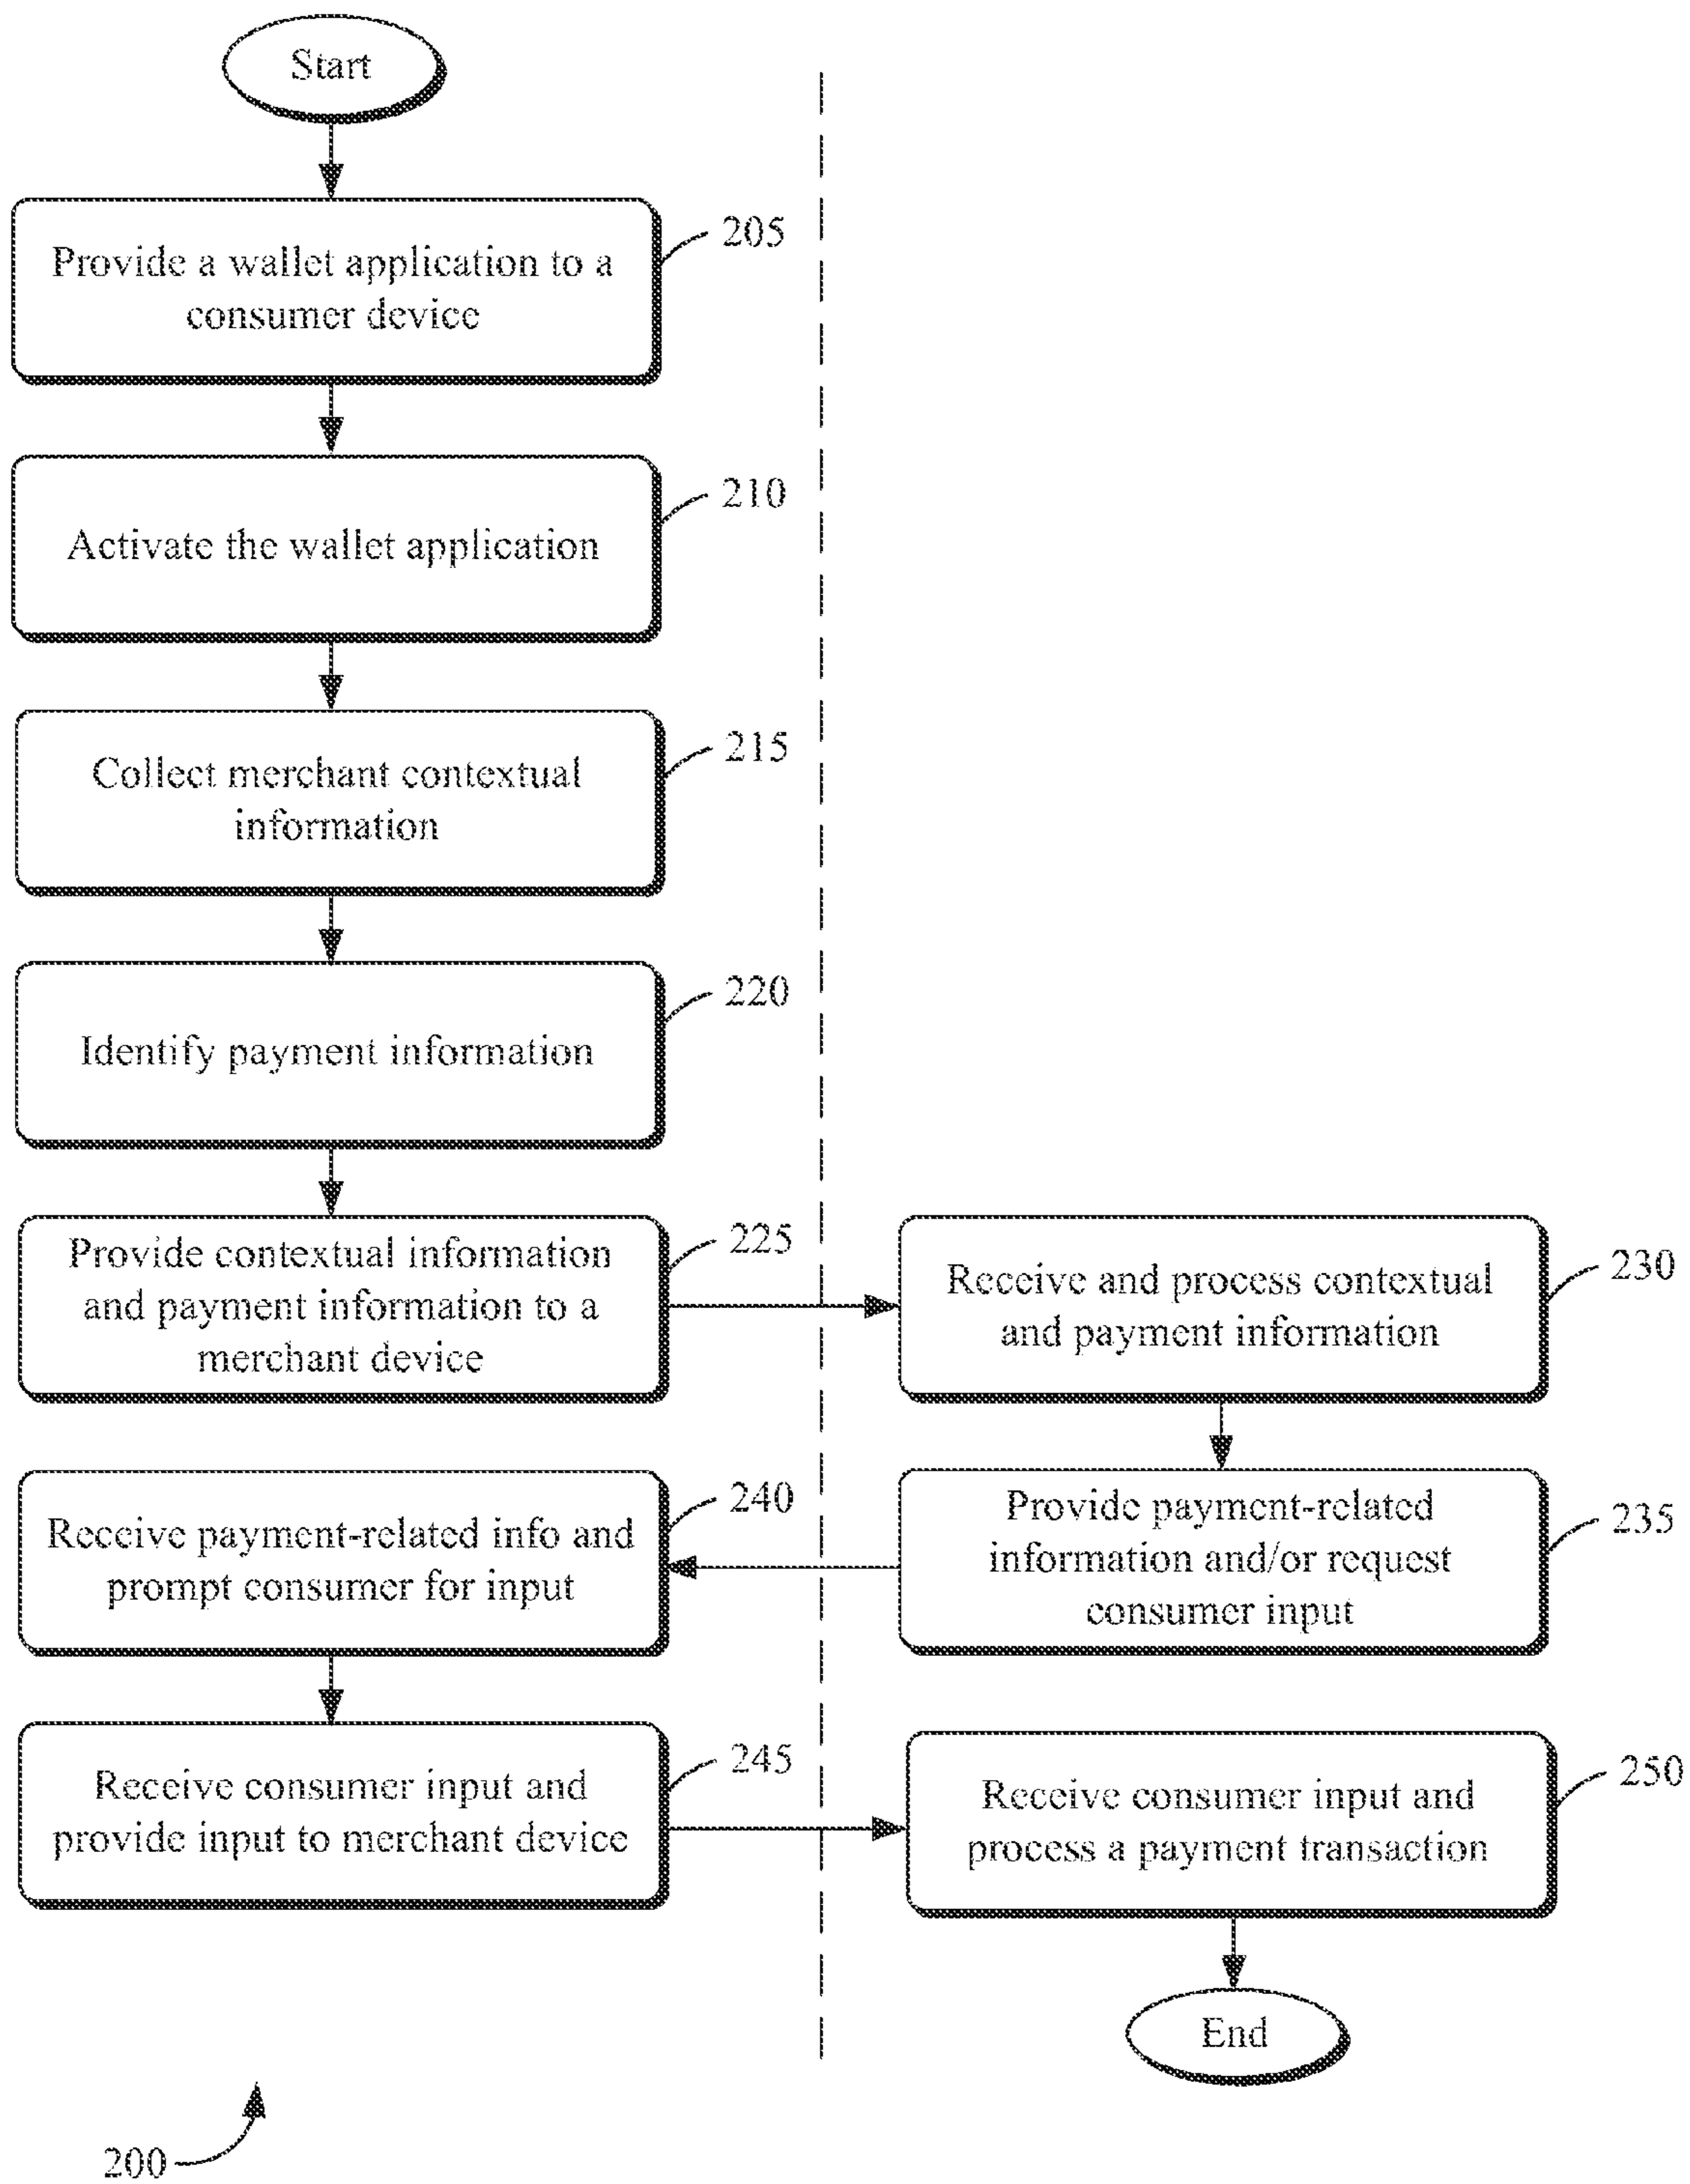 Start
205
Provide a wallet application to a
consumer device
210
Activate the wallet application
215
Collect merchant contextual
information
220
Identify payment information
225
Provide contextual information
and payment information to a
merchant device
230
Receive and process contextual
and payment information
235
Provide payment-related
information and/or request
consumer input
240
Receive payment-related info and
prompt consumer for input
245
Receive consumer input and
provide input to merchant device
250
Receive consumer input and
process a payment transaction
End
200